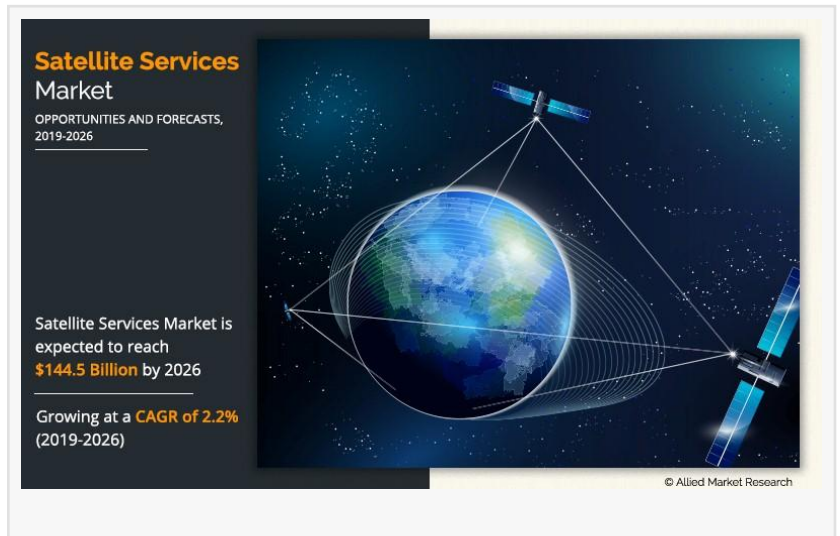 Satellite Services
Market
OPPORTUNITIES AND FORECASTS,
2019-2026
Satellite Services Market is
expected to reach
$144.5 Billion by 2026
Growing at a CAGR of 2.2%
(2019-2026)
© Allied Market Research